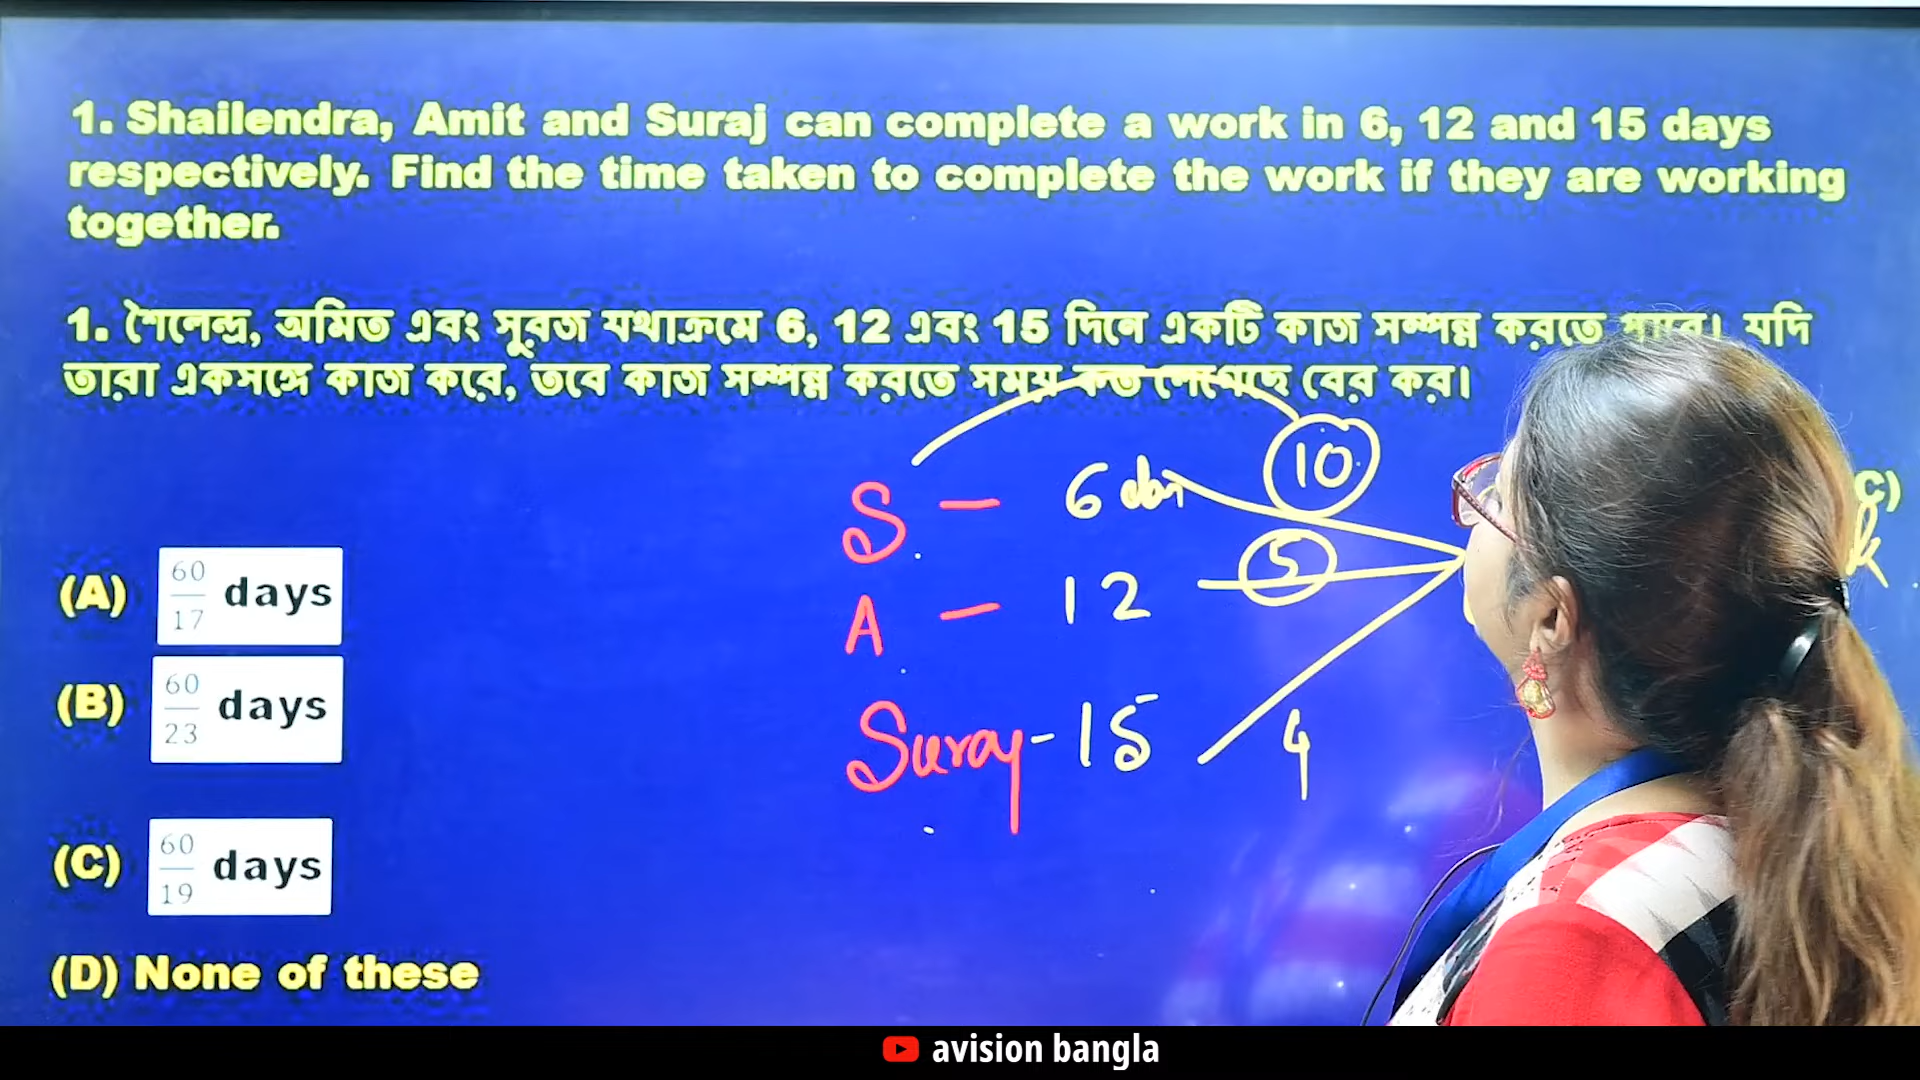 1. Shailendra, Amit and Suraj can complete a work in 6, 12 and 15 days
respectively. Find the time taken to complete the work if they are working
together.
1. শৈলেন্দ্র, অমিত এবং সুরজ যথাক্রমে 6, 12 এবং 15 দিনে একটি কাজ সম্পন্ন করতে পারে। যদি
তারা একসঙ্গে কাজ করে, তবে কাজ সম্পন্ন করতে সময় কত লেগেছে বের কর।
S - 6 10
A - 12 5
Suraj - 15 4
(A) 60/17 days
(B) 60/23 days
(C) 60/19 days
(D) None of these
avision bangla